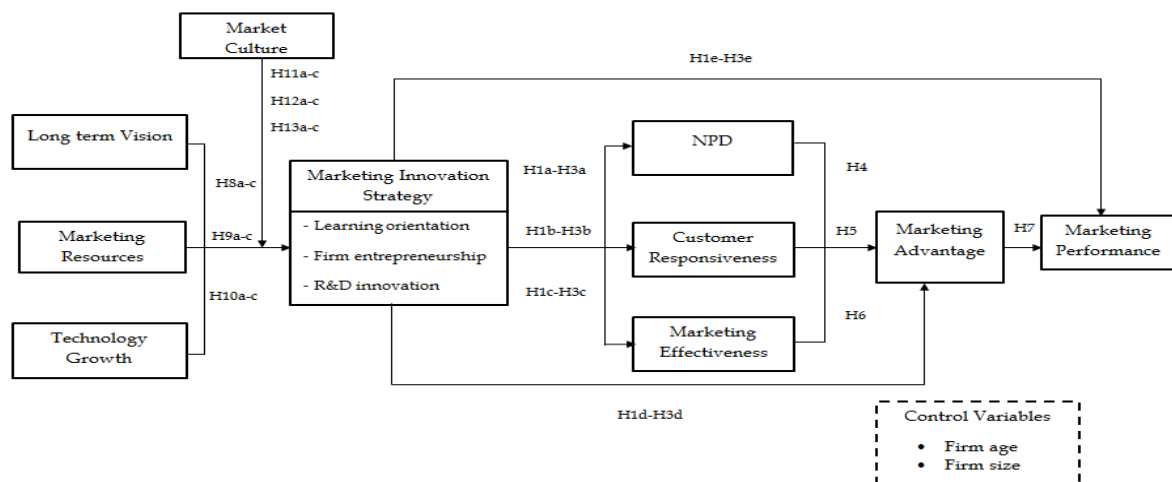 Market
Culture
H11a-c
H12a-c
H13a-c
H1e-H3e
Long term Vision
H8a-c
Marketing
Resources
H9a-c
H10a-c
Technology
Growth
Marketing Innovation
Strategy
- Learning orientation
- Firm entrepreneurship
- R&D innovation
H1a-H3a
H1b-H3b
H1c-H3c
NPD
Customer
Responsiveness
Marketing
Effectiveness
H4
H5
H6
Marketing
Advantage
H7
Marketing
Performance
H1d-H3d
Control Variables
• Firm age
• Firm size